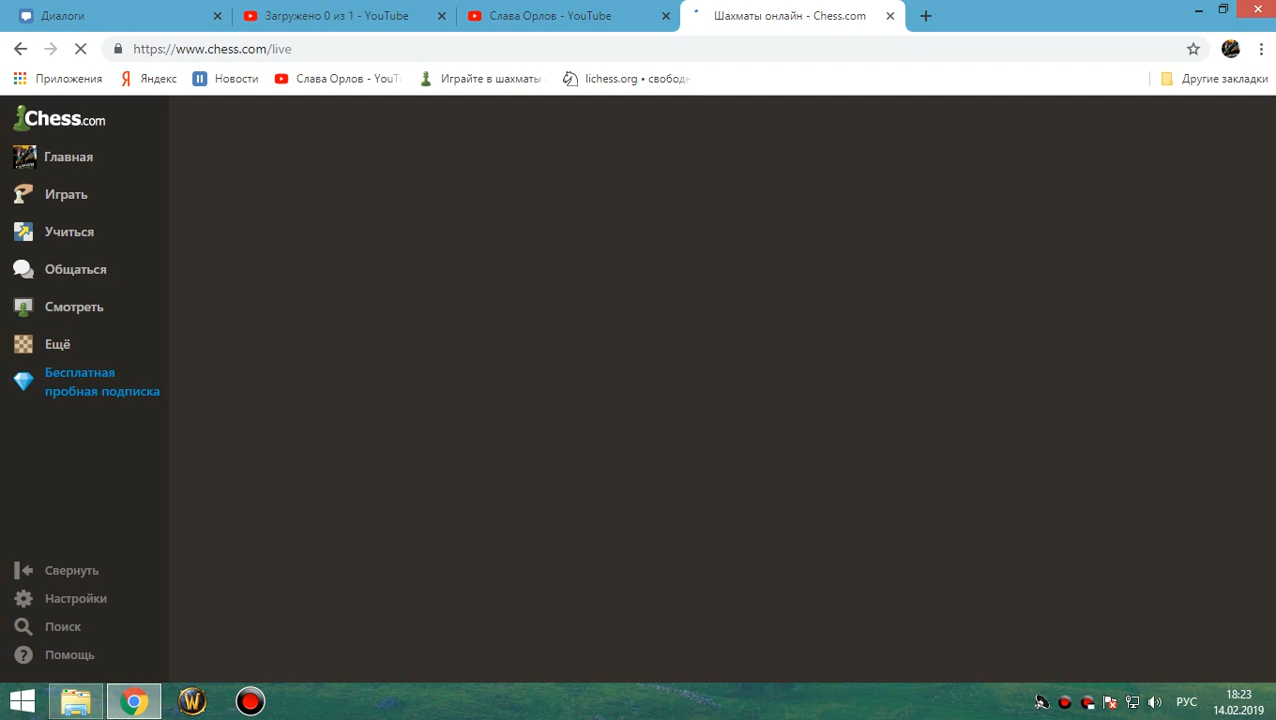 Диалоги
Загружено 0 из 1 - YouTube
Слава Орлов - YouTube
Шахматы онлайн - Chess.com
https://www.chess.com/live
Приложения
Яндекс
Новости
Слава Орлов - YouT
Играйте в шахматы
lichess.org • свобод
Другие закладки
Chess.com
Главная
Играть
Учиться
Общаться
Смотреть
Ещё
Бесплатная
пробная подписка
Свернуть
Настройки
Поиск
Помощь
W
РУС
18:23
14.02.2019